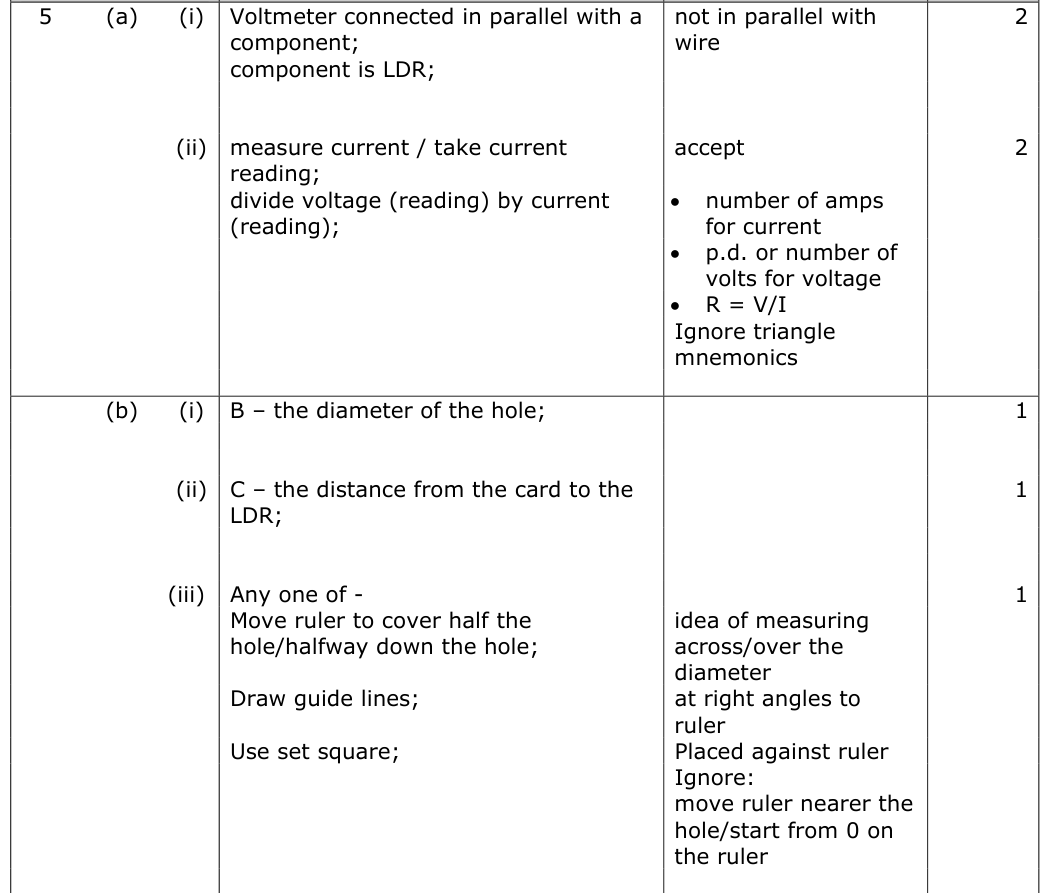 5 (a) (i) Voltmeter connected in parallel with a not in parallel with 2
component; wire
component is LDR;
(ii) measure current / take current accept 2
reading;
divide voltage (reading) by current • number of amps
(reading); for current
• p.d. or number of
volts for voltage
• R = V/I
Ignore triangle
mnemonics
(b) (i) B – the diameter of the hole; 1
(ii) C – the distance from the card to the 1
LDR;
(iii) Any one of - 1
Move ruler to cover half the idea of measuring
hole/halfway down the hole; across/over the
diameter
Draw guide lines; at right angles to
ruler
Use set square; Placed against ruler
Ignore:
move ruler nearer the
hole/start from 0 on
the ruler